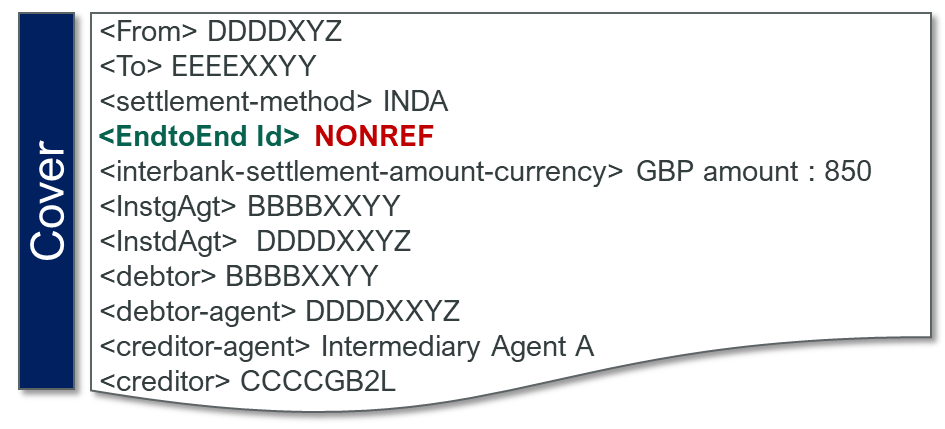 Cover
<From> DDDDXYZ
<To> EEEEXXYY
<settlement-method> INDA
<EndtoEnd Id> NONREF
<interbank-settlement-amount-currency> GBP amount : 850
<InstgAgt> BBBBXXYY
<InstdAgt> DDDDXXYZ
<debtor> BBBBXXYY
<debtor-agent> DDDDXXYZ
<creditor-agent> Intermediary Agent A
<creditor> CCCCGB2L